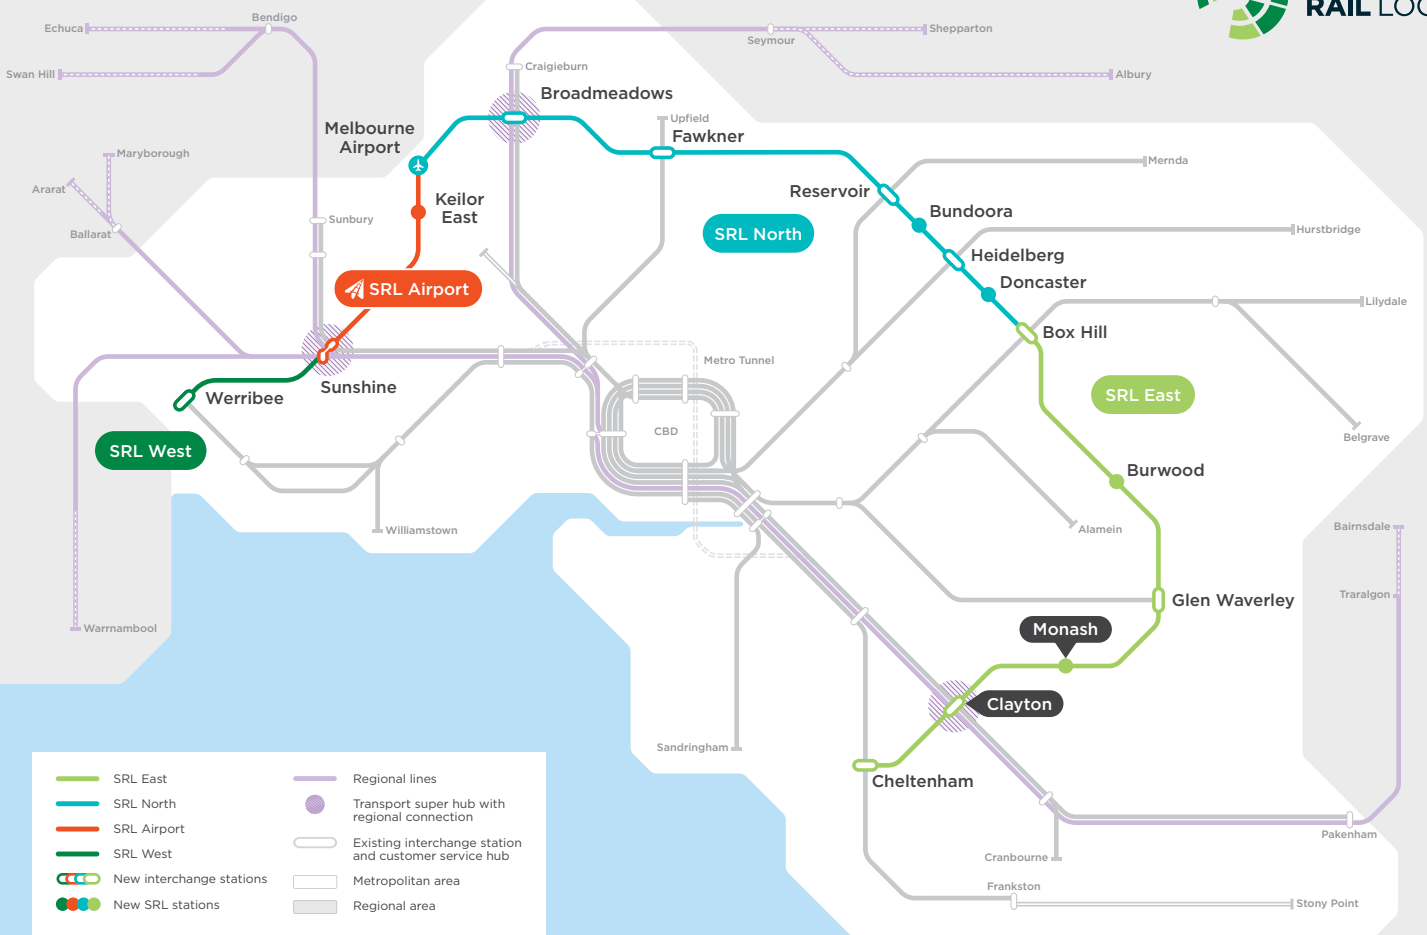 RAIL LOO
Echuca
Bendigo
Swan Hill
Seymour
Shepparton
Albury
Craigieburn
Broadmeadows
Melbourne
Airport
Upfield
Fawkner
Maryborough
Ararat
Ballarat
Sunbury
Keilor
East
Mernda
Reservoir
Bundoora
SRL North
Hurstbridge
Heidelberg
Doncaster
SRL Airport
Lilydale
Box Hill
Metro Tunnel
Sunshine
Werribee
SRL East
CBD
Belgrave
SRL West
Burwood
Williamstown
Alamein
Bairnsdale
Traralgon
Glen Waverley
Warrnambool
Monash
Clayton
Sandringham
Cheltenham
Pakenham
Cranbourne
Frankston
Stony Point
SRL East
SRL North
SRL Airport
SRL West
New interchange stations
New SRL stations
Regional lines
Transport super hub with
regional connection
Existing interchange station
and customer service hub
Metropolitan area
Regional area